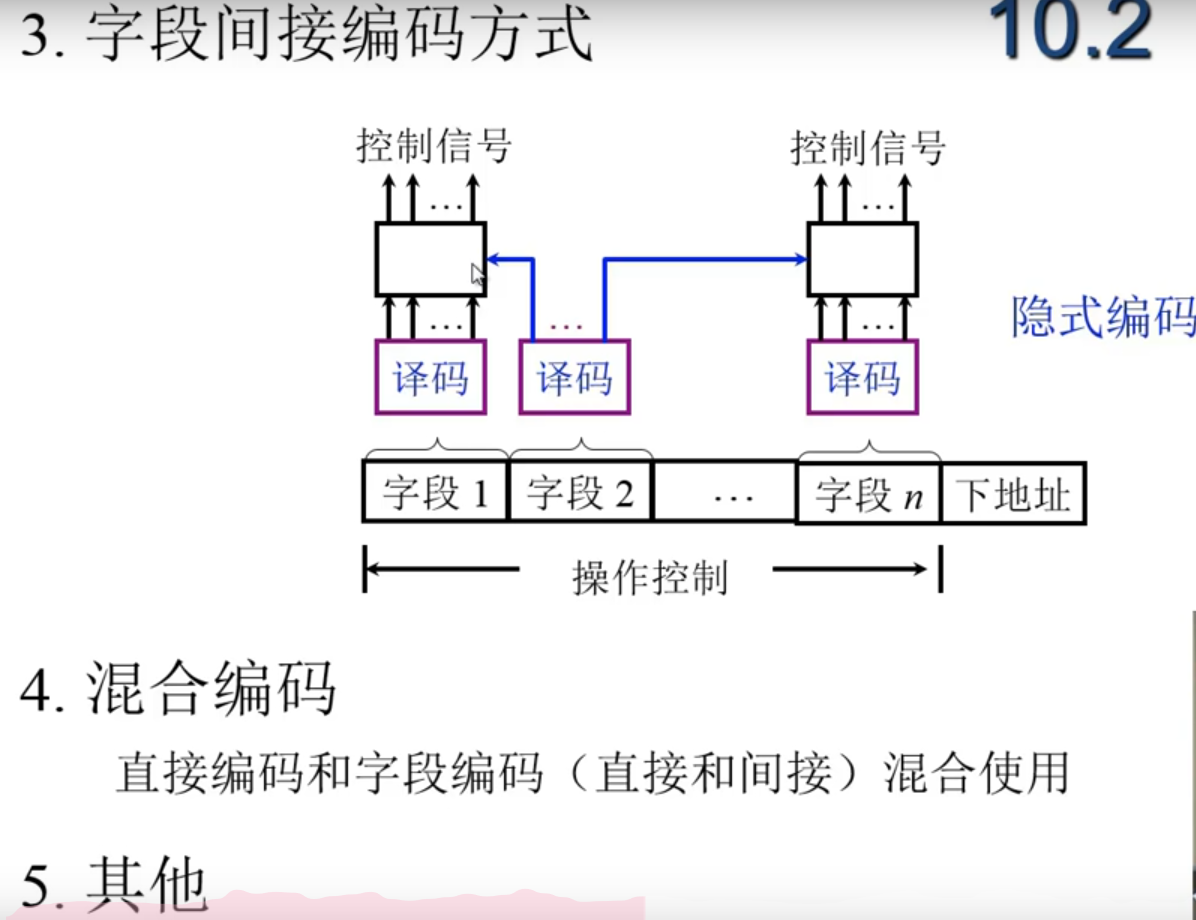 3. 字段间接编码方式
10.2
控制信号
控制信号
…
…
…
…
…
隐式编码
译码
译码
译码
字段 1
字段 2
…
字段 n
下地址
操作控制
4. 混合编码
直接编码和字段编码（直接和间接）混合使用
5. 其他